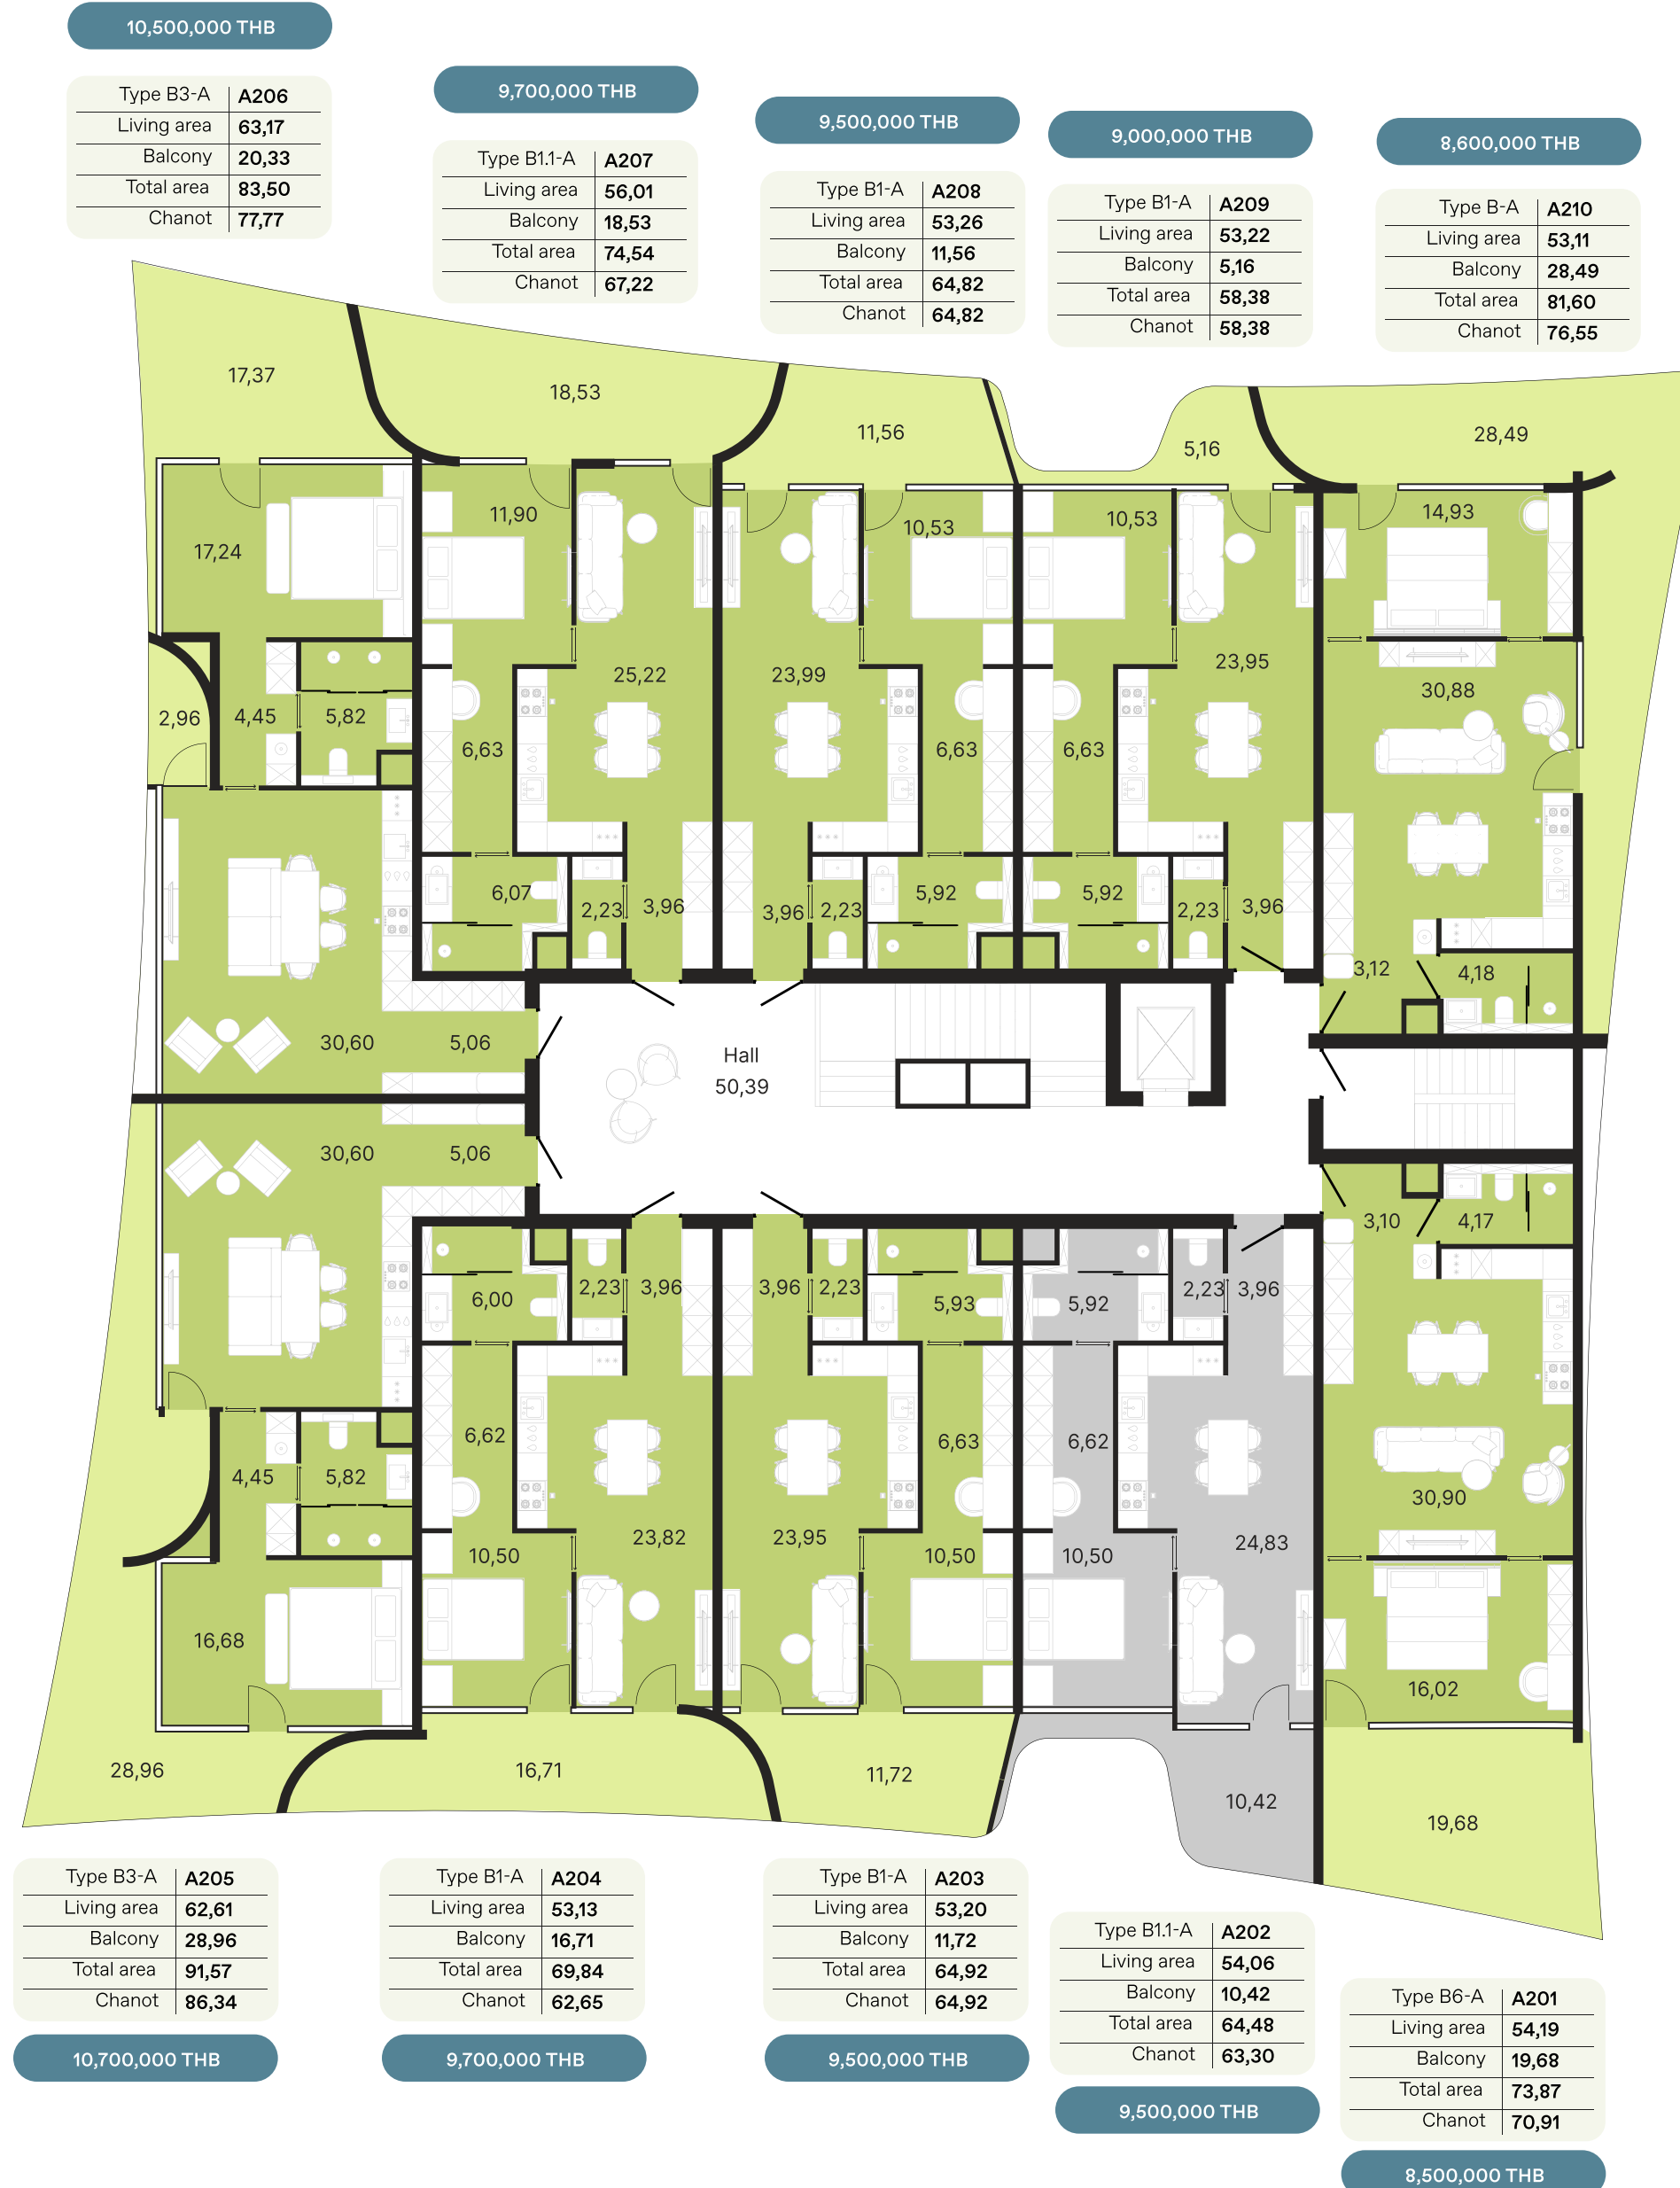 10,500,000 THB
Type B3-A A206
Living area 63,17
Balcony 20,33
Total area 83,50
Chanot 77,77
9,700,000 THB
Type B1.1-A A207
Living area 56,01
Balcony 18,53
Total area 74,54
Chanot 67,22
9,500,000 THB
Type B1-A A208
Living area 53,26
Balcony 11,56
Total area 64,82
Chanot 64,82
9,000,000 THB
Type B1-A A209
Living area 53,22
Balcony 5,16
Total area 58,38
Chanot 58,38
8,600,000 THB
Type B-A A210
Living area 53,11
Balcony 28,49
Total area 81,60
Chanot 76,55
17,37
18,53
11,56
5,16
28,49
17,24
11,90
10,53
10,53
14,93
2,96
4,45
5,82
25,22
23,99
23,95
30,88
6,63
6,63
6,63
6,07
2,23
3,96
3,96
2,23
5,92
5,92
2,23
3,96
3,12
4,18
30,60
5,06
Hall
50,39
30,60
5,06
3,10
4,17
6,00
2,23
3,96
3,96
2,23
5,93
5,92
2,23
3,96
4,45
5,82
6,62
6,63
6,62
30,90
10,50
23,82
23,95
10,50
10,50
24,83
16,68
16,02
28,96
16,71
11,72
10,42
19,68
Type B3-A A205
Living area 62,61
Balcony 28,96
Total area 91,57
Chanot 86,34
10,700,000 THB
Type B1-A A204
Living area 53,13
Balcony 16,71
Total area 69,84
Chanot 62,65
9,700,000 THB
Type B1-A A203
Living area 53,20
Balcony 11,72
Total area 64,92
Chanot 64,92
9,500,000 THB
Type B1.1-A A202
Living area 54,06
Balcony 10,42
Total area 64,48
Chanot 63,30
9,500,000 THB
Type B6-A A201
Living area 54,19
Balcony 19,68
Total area 73,87
Chanot 70,91
8,500,000 THB